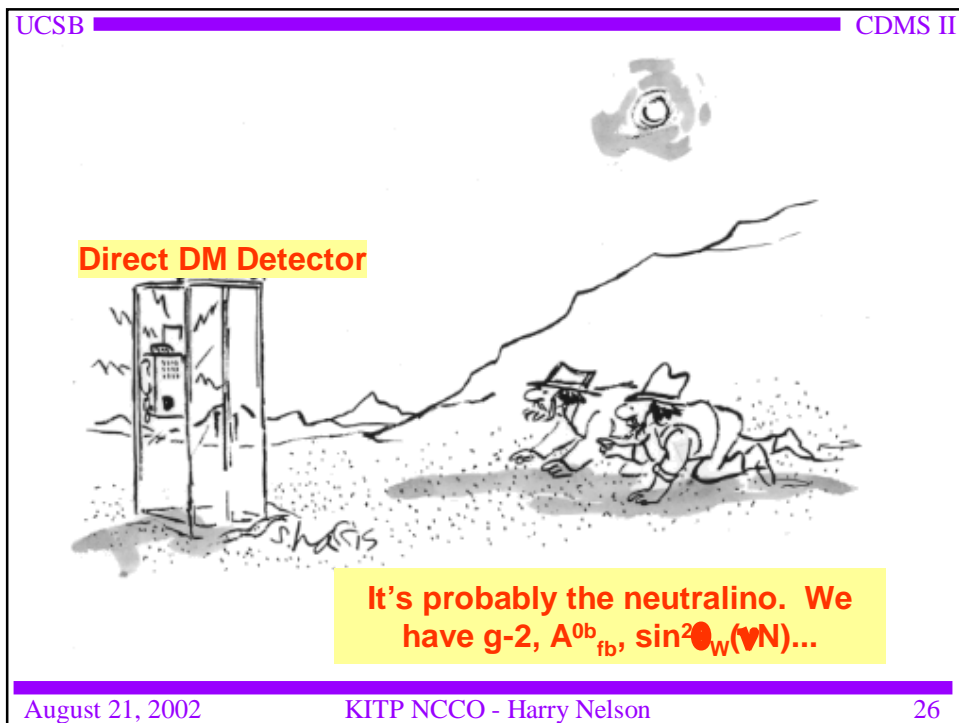 UCSB
CDMS II
Direct DM Detector
S.harris
It's probably the neutralino. We
have g-2, A⁰ᵇfb, sin²θW(νN)...
August 21, 2002
KITP NCCO - Harry Nelson
26